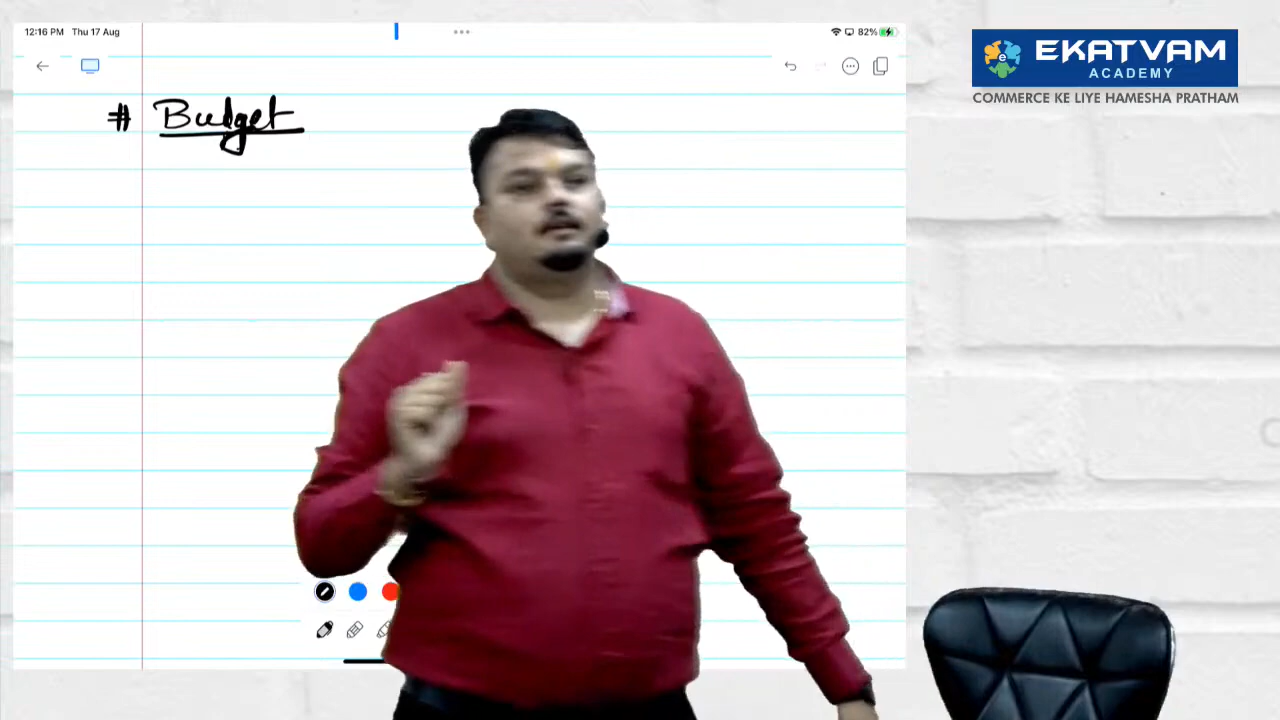 12:16 PM Thu 17 Aug
82%
# Budget
EKATVAM
ACADEMY
COMMERCE KE LIYE HAMESHA PRATHAM